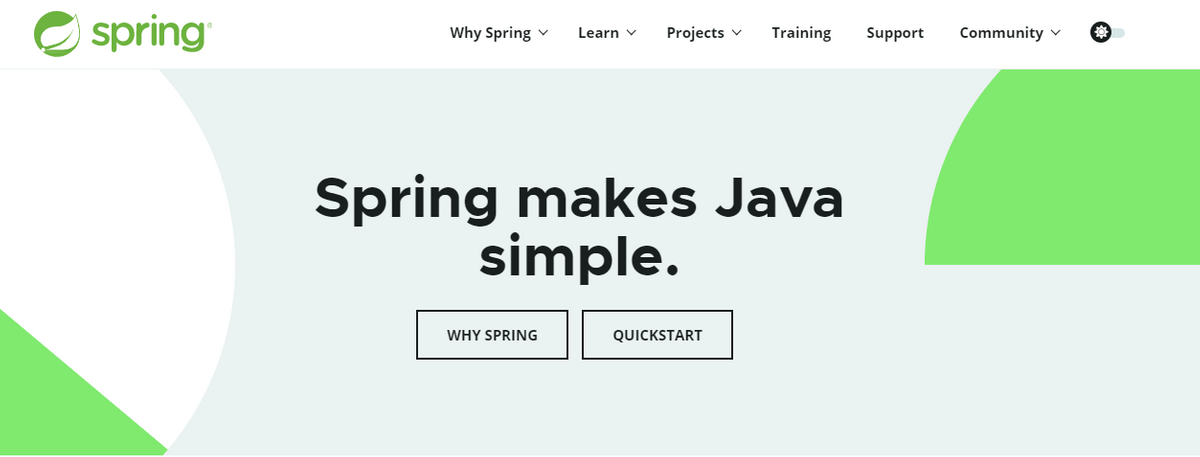 spring
Why Spring Learn Projects Training Support Community
Spring makes Java
simple.
WHY SPRING QUICKSTART